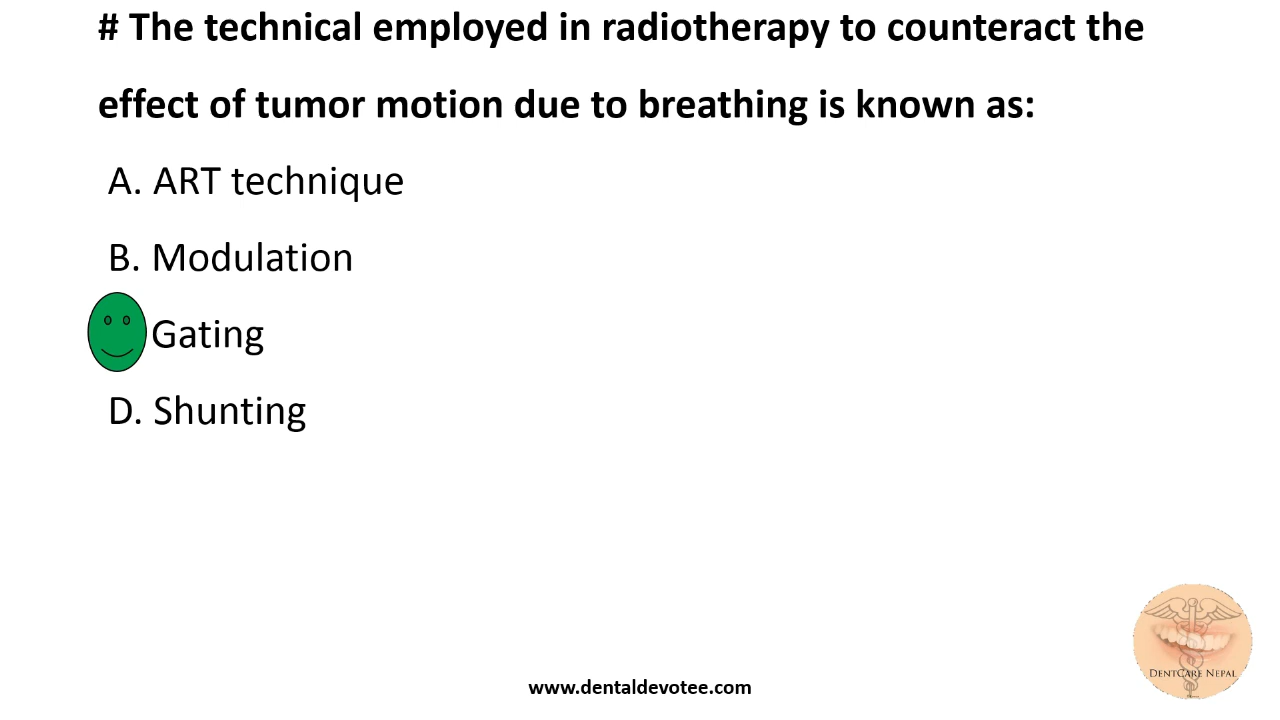 # The technical employed in radiotherapy to counteract the
effect of tumor motion due to breathing is known as:
A. ART technique
B. Modulation
Gating
D. Shunting
DENTCARE NEPAL
www.dentaldevotee.com